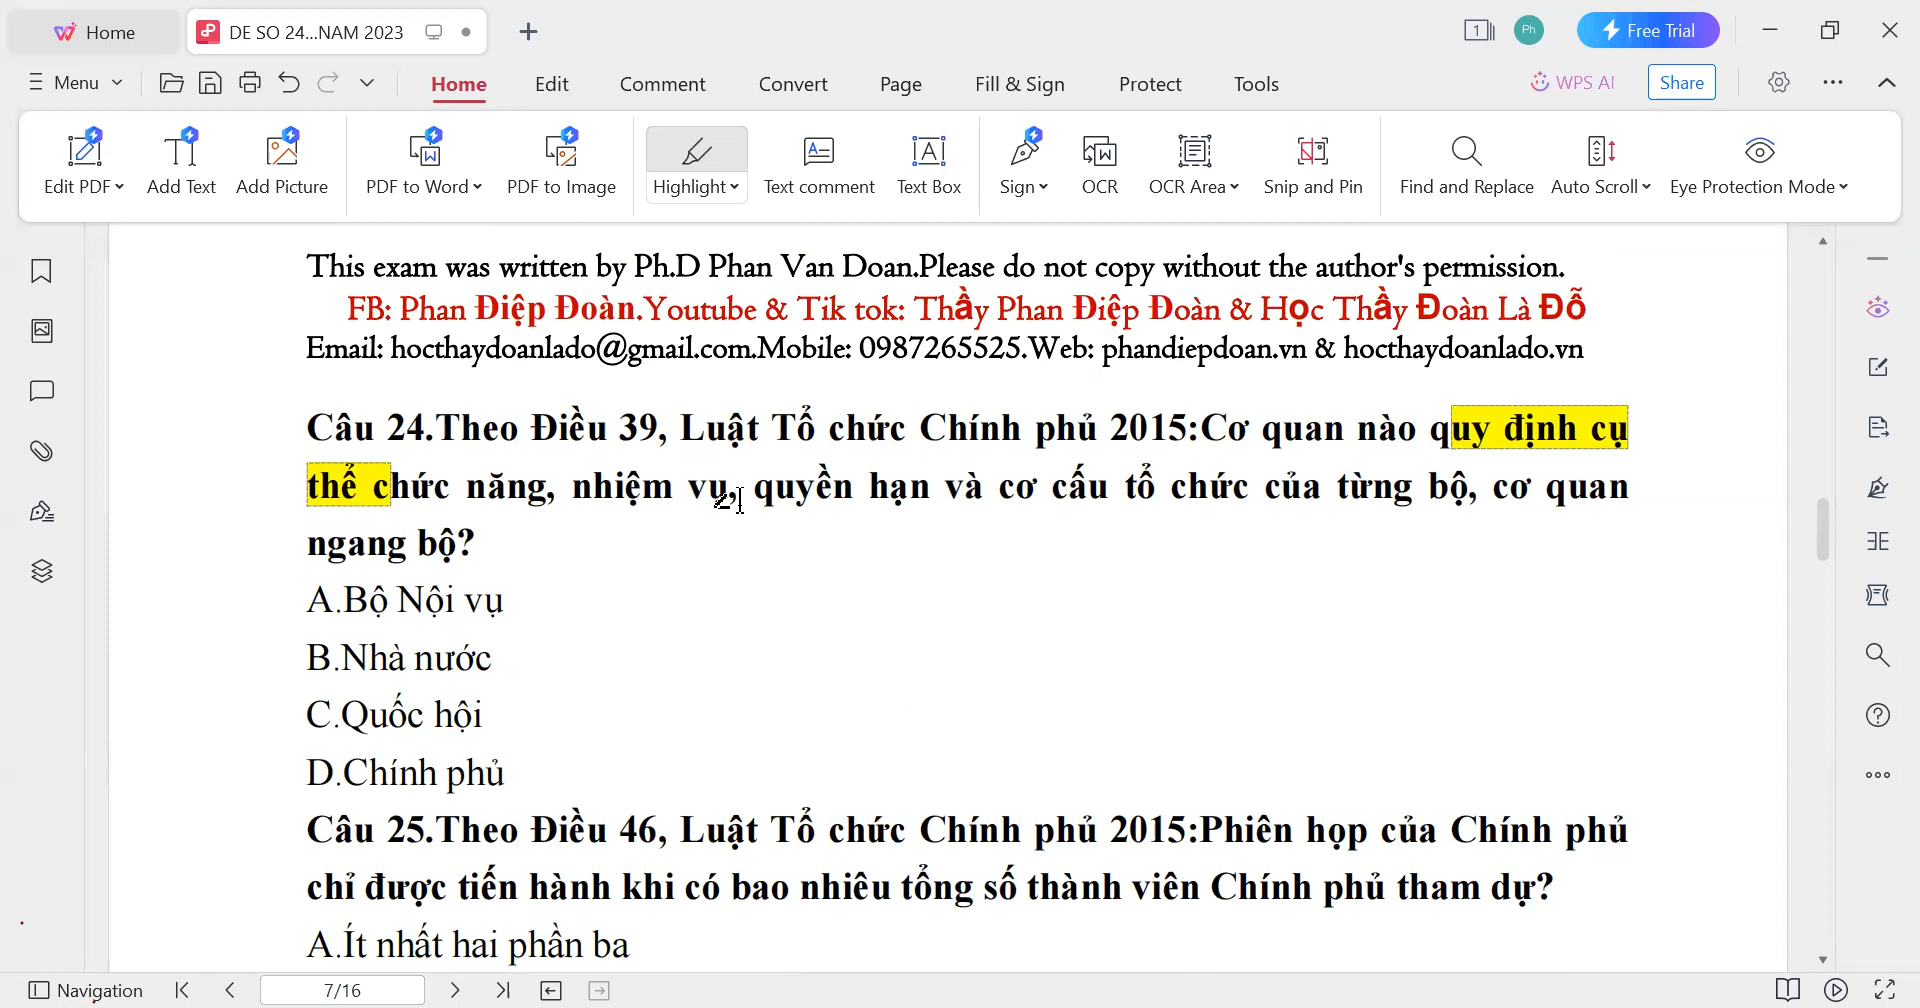 Home
DE SO 24...NAM 2023
1
Ph
Free Trial
Menu
Home
Edit
Comment
Convert
Page
Fill & Sign
Protect
Tools
WPS AI
Share
Edit PDF
Add Text
Add Picture
PDF to Word
PDF to Image
Highlight
Text comment
Text Box
Sign
OCR
OCR Area
Snip and Pin
Find and Replace
Auto Scroll
Eye Protection Mode
This exam was written by Ph.D Phan Van Doan.Please do not copy without the author's permission.
FB: Phan Điệp Đoàn.Youtube & Tik tok: Thầy Phan Điệp Đoàn & Học Thầy Đoàn Là Đỗ
Email: hocthaydoanlado@gmail.com.Mobile: 0987265525.Web: phandiepdoan.vn & hocthaydoanlado.vn
Câu 24.Theo Điều 39, Luật Tổ chức Chính phủ 2015:Cơ quan nào quy định cụ
thể chức năng, nhiệm vụ, quyền hạn và cơ cấu tổ chức của từng bộ, cơ quan
ngang bộ?
A.Bộ Nội vụ
B.Nhà nước
C.Quốc hội
D.Chính phủ
Câu 25.Theo Điều 46, Luật Tổ chức Chính phủ 2015:Phiên họp của Chính phủ
chỉ được tiến hành khi có bao nhiêu tổng số thành viên Chính phủ tham dự?
A.Ít nhất hai phần ba
Navigation
7/16